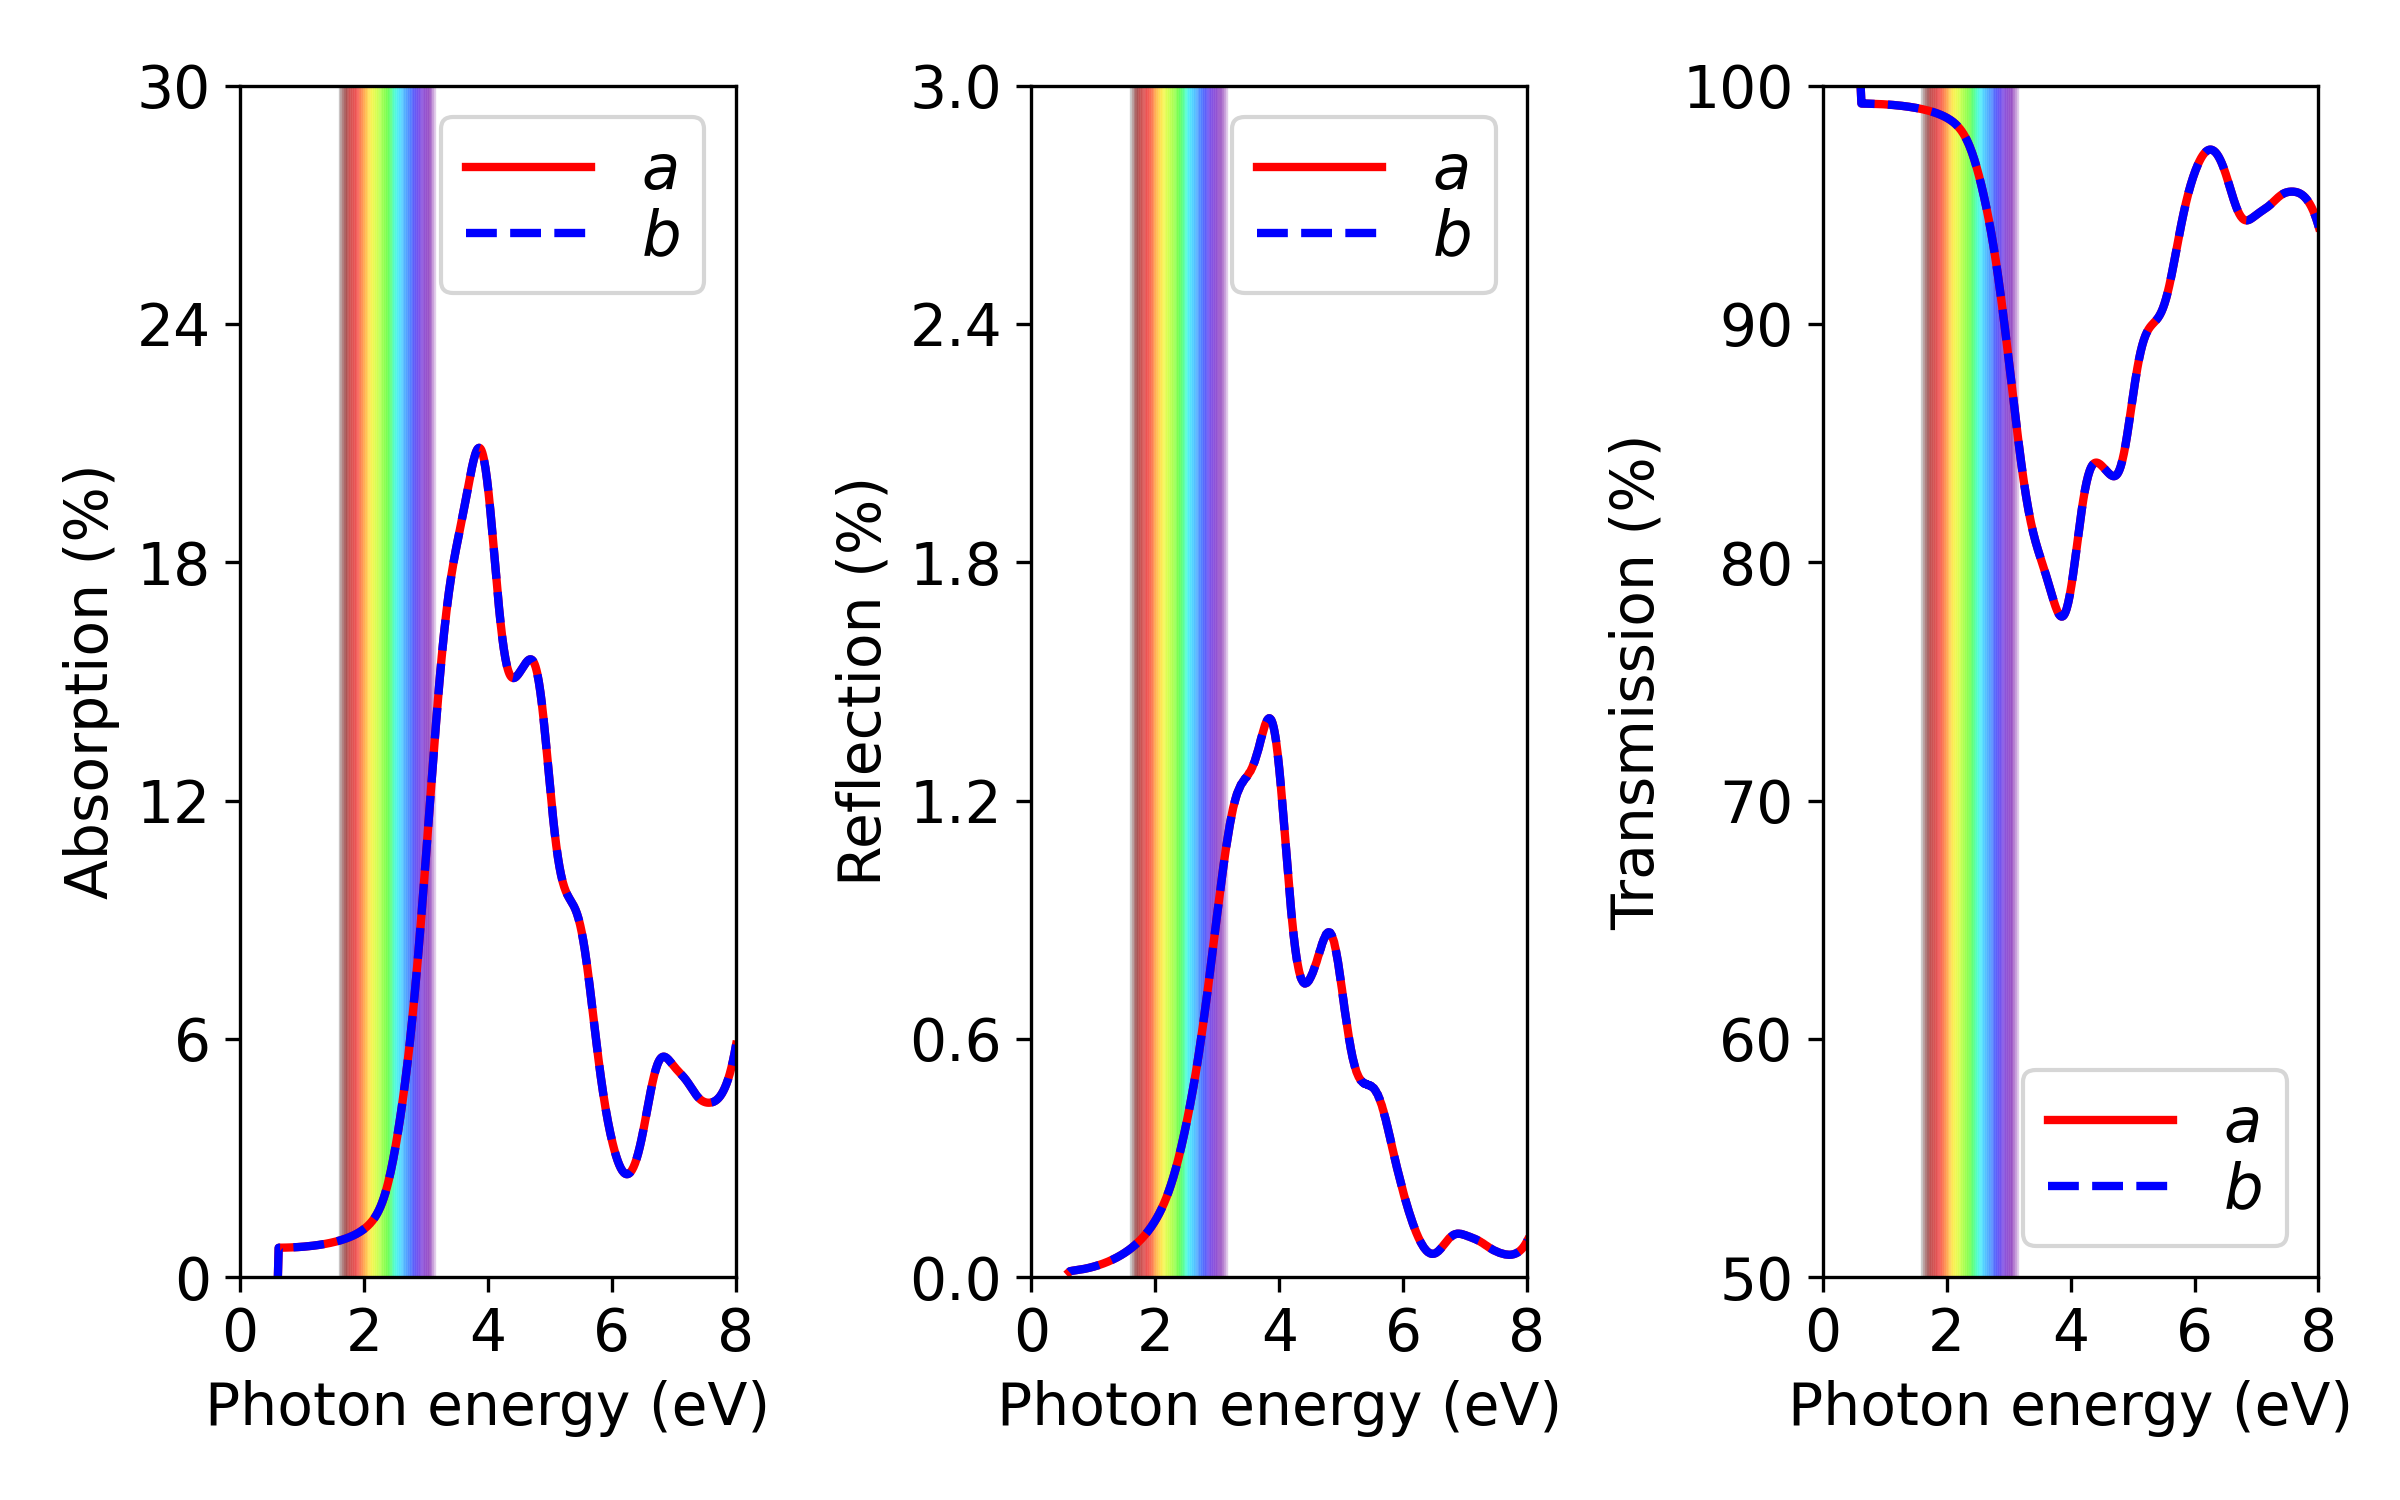 Absorption (%)
30
24
18
12
6
0
0 2 4 6 8
Photon energy (eV)
a
b
Reflection (%)
3.0
2.4
1.8
1.2
0.6
0.0
0 2 4 6 8
Photon energy (eV)
a
b
Transmission (%)
100
90
80
70
60
50
0 2 4 6 8
Photon energy (eV)
a
b